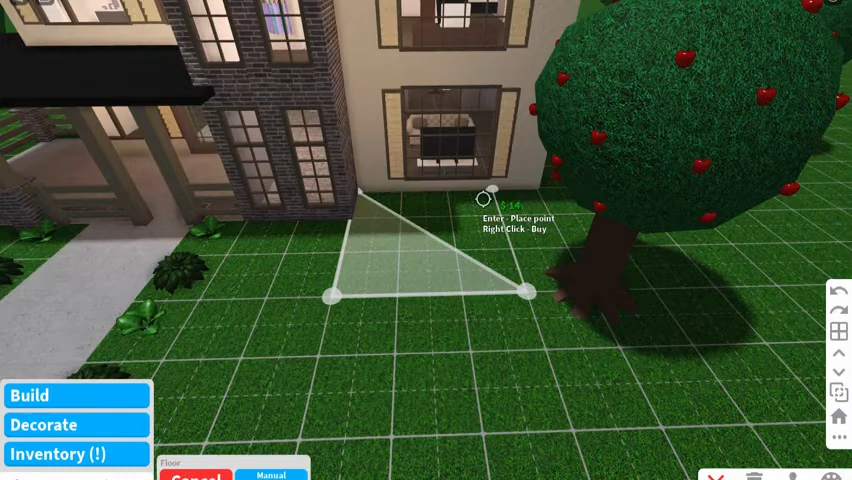 $ 14
Enter - Place point
Right Click - Buy
Build
Decorate
Inventory (!)
Floor
Cancel
Manual